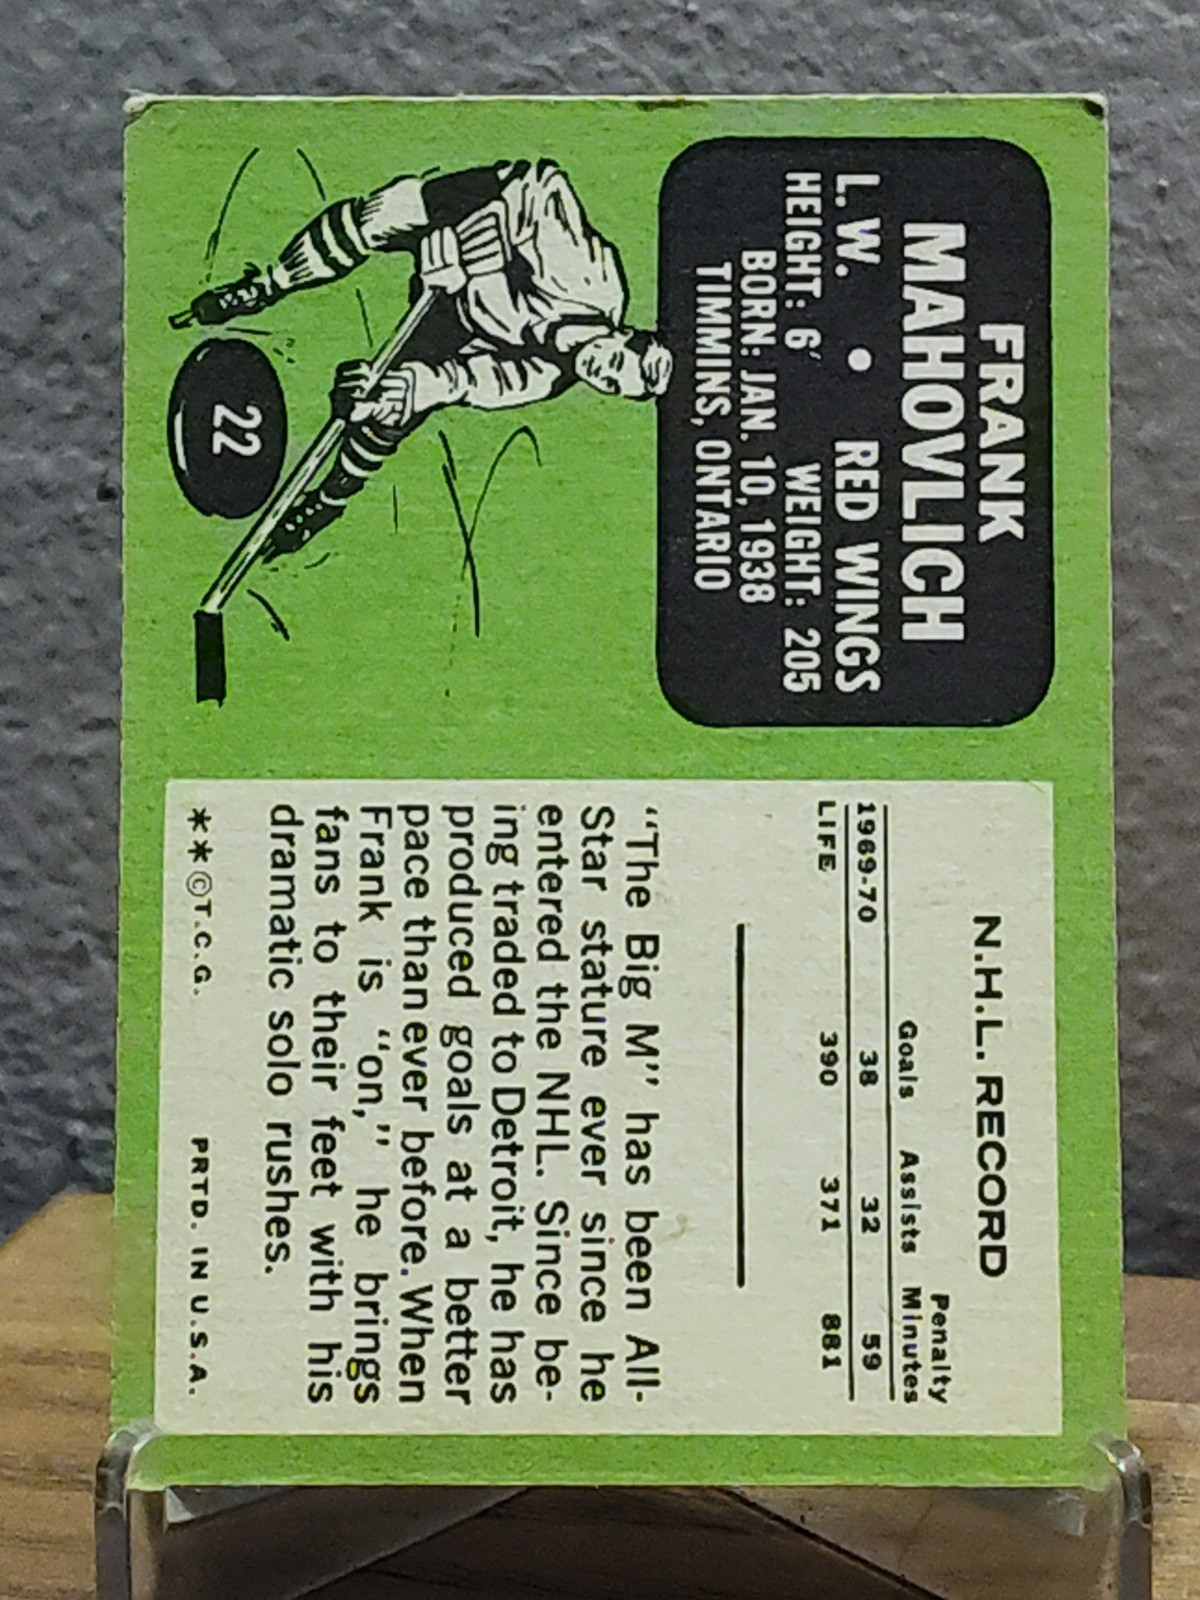 FRANK
MAHOVLICH
L.W. • RED WINGS
HEIGHT: 6′ WEIGHT: 205
BORN: JAN. 10, 1938
TIMMINS, ONTARIO
22
N.H.L. RECORD
Penalty
Goals Assists Minutes
1969-70 38 32 59
LIFE 390 371 881
“The Big M” has been All-
Star stature ever since he
entered the NHL. Since be-
ing traded to Detroit, he has
produced goals at a better
pace than ever before. When
Frank is “on,” he brings
fans to their feet with his
dramatic solo rushes.
**©T.C.G. PRTD. IN U.S.A.